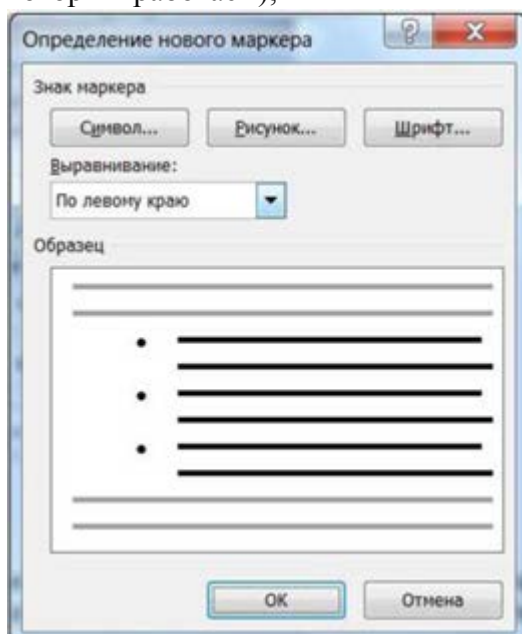 Определение нового маркера
Знак маркера
Символ... Рисунок... Шрифт...
Выравнивание:
По левому краю
Образец
ОК Отмена